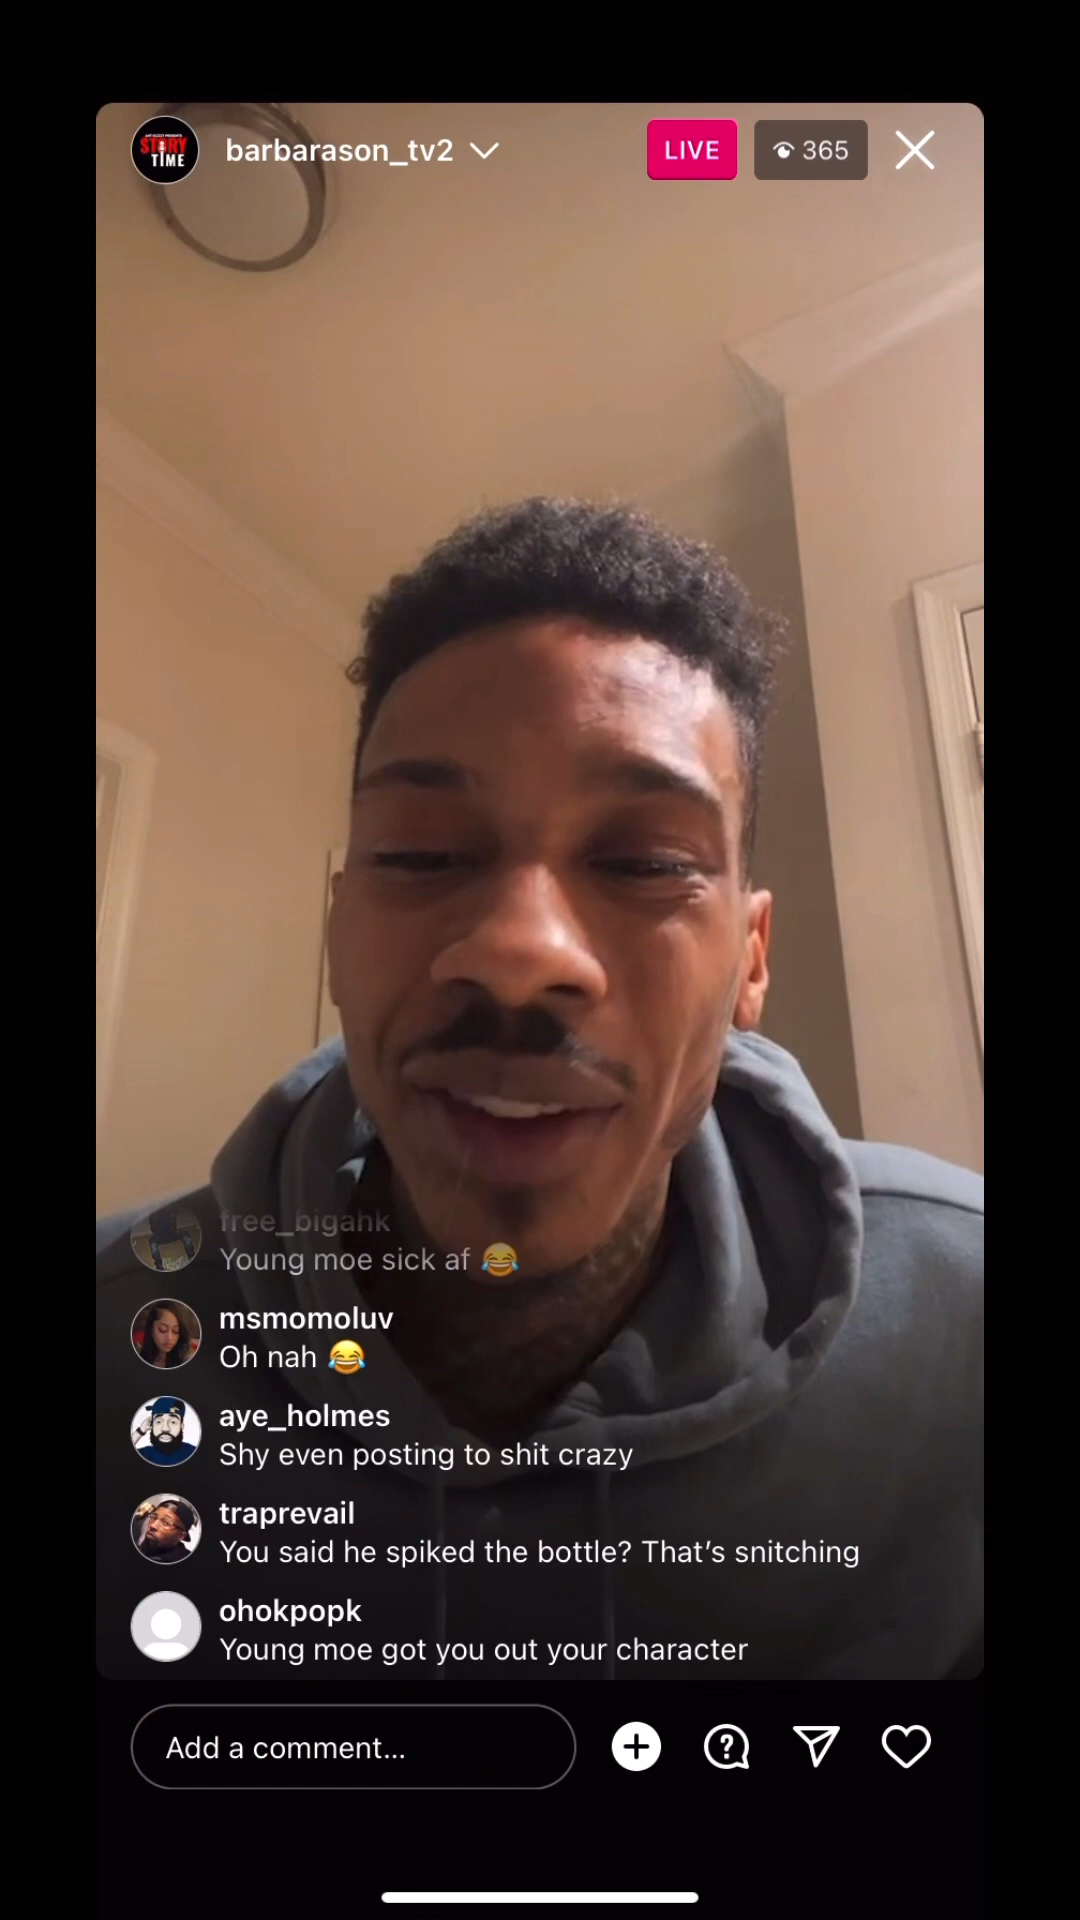 STORY
TIME
barbarason_tv2
LIVE
365
free_bigahk
Young moe sick af 😂
msmomoluv
Oh nah 😂
aye_holmes
Shy even posting to shit crazy
traprevail
You said he spiked the bottle? That’s snitching
ohokpopk
Young moe got you out your character
Add a comment...